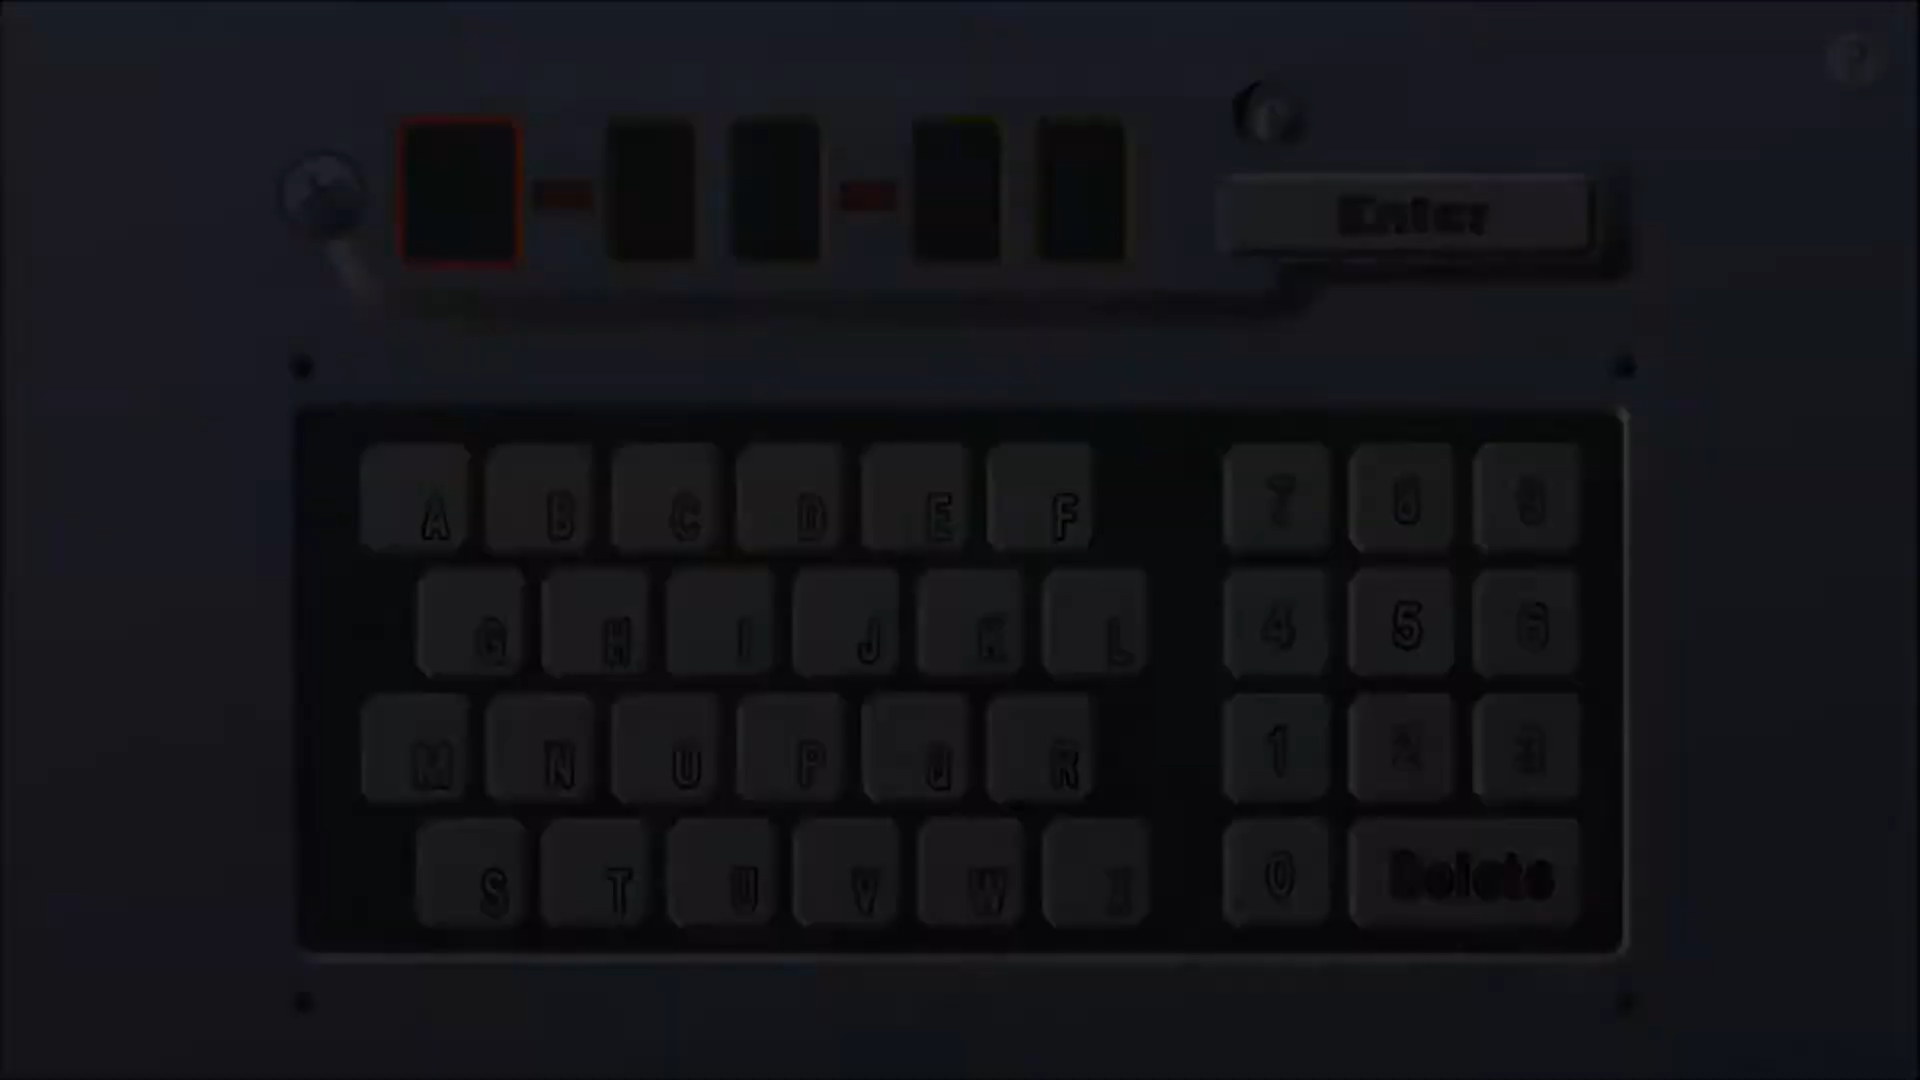 Enter
A B C D E F 7 8 9
G H I J K L 4 5 6
M N O P Q R 1 2 3
S T U V W X 0 Delete